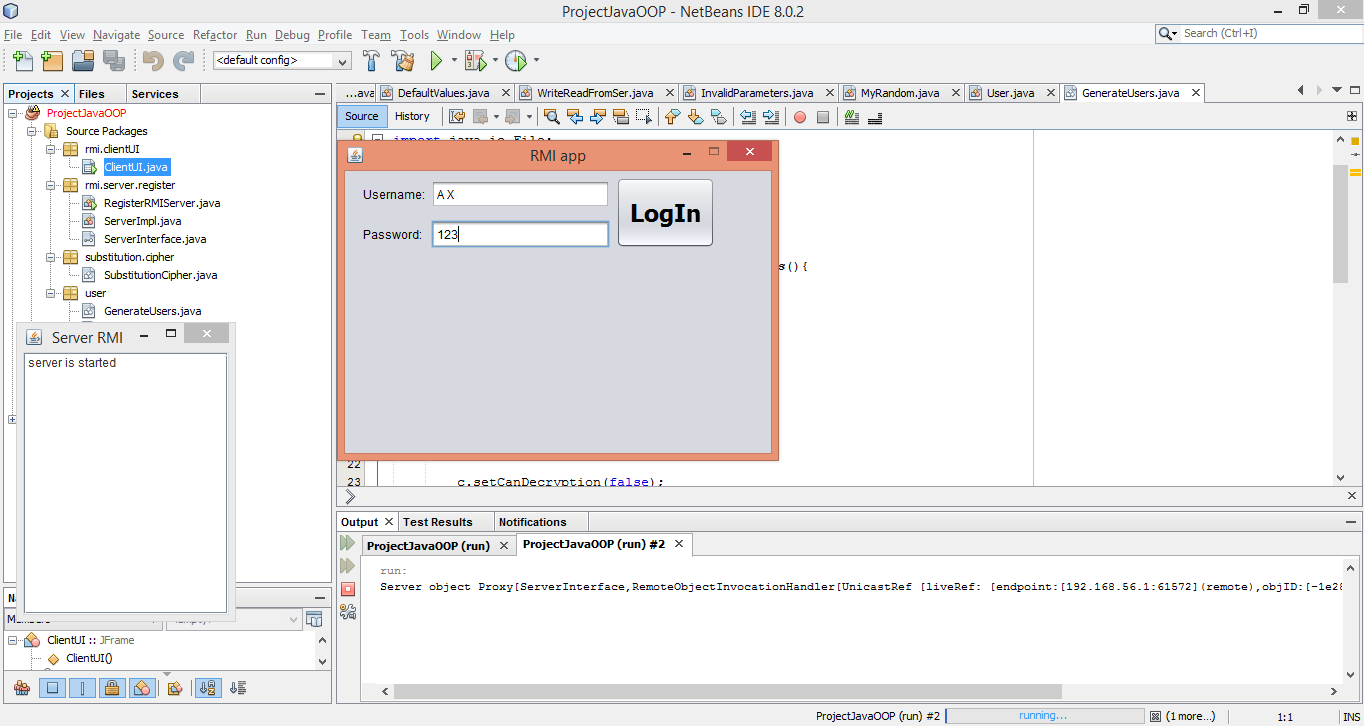 ProjectJavaOOP - NetBeans IDE 8.0.2
File Edit View Navigate Source Refactor Run Debug Profile Team Tools Window Help
Search (Ctrl+I)
<default config>
Projects Files Services
...ava DefaultValues.java WriteReadFromSer.java InvalidParameters.java MyRandom.java User.java GenerateUsers.java
Source History
ProjectJavaOOP
Source Packages
rmi.clientUI
ClientUI.java
rmi.server.register
RegisterRMIServer.java
ServerImpl.java
ServerInterface.java
substitution.cipher
SubstitutionCipher.java
user
GenerateUsers.java
import java.io.File;
RMI app
Username: A X
LogIn
Password: 123
s(){
22
23 c.setCanDecryption(false);
Server RMI
server is started
Output Test Results Notifications
ProjectJavaOOP (run) ProjectJavaOOP (run) #2
run:
Server object Proxy[ServerInterface,RemoteObjectInvocationHandler[UnicastRef [liveRef: [endpoint:[192.168.56.1:61572](remote),objID:[-1e28
ClientUI :: JFrame
ClientUI()
ProjectJavaOOP (run) #2 running... (1 more...) 1:1 INS